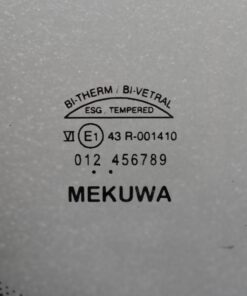 BI-THERM / BI-VETRAL
ESG. TEMPERED
VI E1 43 R-001410
012 456789
MEKUWA